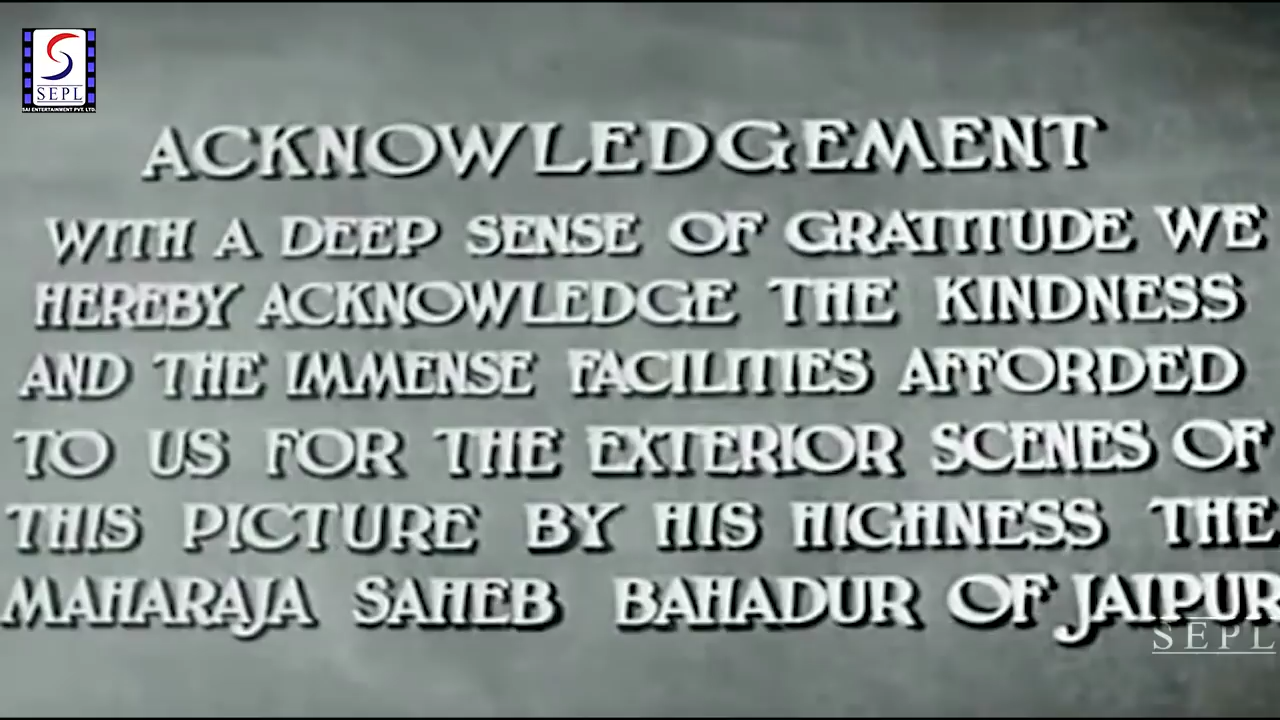 SEPL
SAI ENTERTAINMENT PVT. LTD.
ACKNOWLEDGEMENT
WITH A DEEP SENSE OF GRATITUDE WE
HEREBY ACKNOWLEDGE THE KINDNESS
AND THE IMMENSE FACILITIES AFFORDED
TO US FOR THE EXTERIOR SCENES OF
THIS PICTURE BY HIS HIGHNESS THE
MAHARAJA SAHEB BAHADUR OF JAIPUR
SEPL